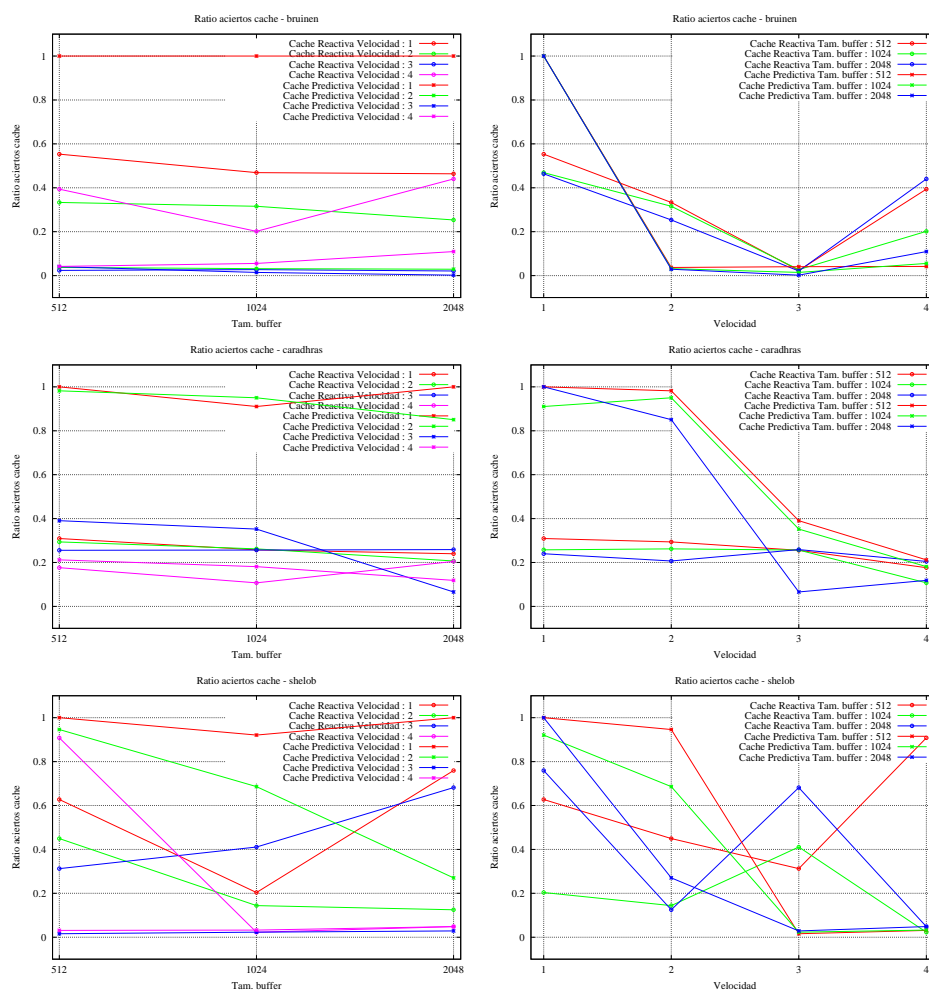 Ratio aciertos cache - bruinen
Cache Reactiva Velocidad : 1
Cache Reactiva Velocidad : 2
Cache Reactiva Velocidad : 3
Cache Reactiva Velocidad : 4
Cache Predictiva Velocidad : 1
Cache Predictiva Velocidad : 2
Cache Predictiva Velocidad : 3
Cache Predictiva Velocidad : 4
Ratio aciertos cache
1
0.8
0.6
0.4
0.2
0
512 1024 2048
Tam. buffer
Ratio aciertos cache - bruinen
Cache Reactiva Tam. buffer : 512
Cache Reactiva Tam. buffer : 1024
Cache Reactiva Tam. buffer : 2048
Cache Predictiva Tam. buffer : 512
Cache Predictiva Tam. buffer : 1024
Cache Predictiva Tam. buffer : 2048
Ratio aciertos cache
1
0.8
0.6
0.4
0.2
0
1 2 3 4
Velocidad
Ratio aciertos cache - caradhras
Cache Reactiva Velocidad : 1
Cache Reactiva Velocidad : 2
Cache Reactiva Velocidad : 3
Cache Reactiva Velocidad : 4
Cache Predictiva Velocidad : 1
Cache Predictiva Velocidad : 2
Cache Predictiva Velocidad : 3
Cache Predictiva Velocidad : 4
Ratio aciertos cache
1
0.8
0.6
0.4
0.2
0
512 1024 2048
Tam. buffer
Ratio aciertos cache - caradhras
Cache Reactiva Tam. buffer : 512
Cache Reactiva Tam. buffer : 1024
Cache Reactiva Tam. buffer : 2048
Cache Predictiva Tam. buffer : 512
Cache Predictiva Tam. buffer : 1024
Cache Predictiva Tam. buffer : 2048
Ratio aciertos cache
1
0.8
0.6
0.4
0.2
0
1 2 3 4
Velocidad
Ratio aciertos cache - shelob
Cache Reactiva Velocidad : 1
Cache Reactiva Velocidad : 2
Cache Reactiva Velocidad : 3
Cache Reactiva Velocidad : 4
Cache Predictiva Velocidad : 1
Cache Predictiva Velocidad : 2
Cache Predictiva Velocidad : 3
Cache Predictiva Velocidad : 4
Ratio aciertos cache
1
0.8
0.6
0.4
0.2
0
512 1024 2048
Tam. buffer
Ratio aciertos cache - shelob
Cache Reactiva Tam. buffer : 512
Cache Reactiva Tam. buffer : 1024
Cache Reactiva Tam. buffer : 2048
Cache Predictiva Tam. buffer : 512
Cache Predictiva Tam. buffer : 1024
Cache Predictiva Tam. buffer : 2048
Ratio aciertos cache
1
0.8
0.6
0.4
0.2
0
1 2 3 4
Velocidad